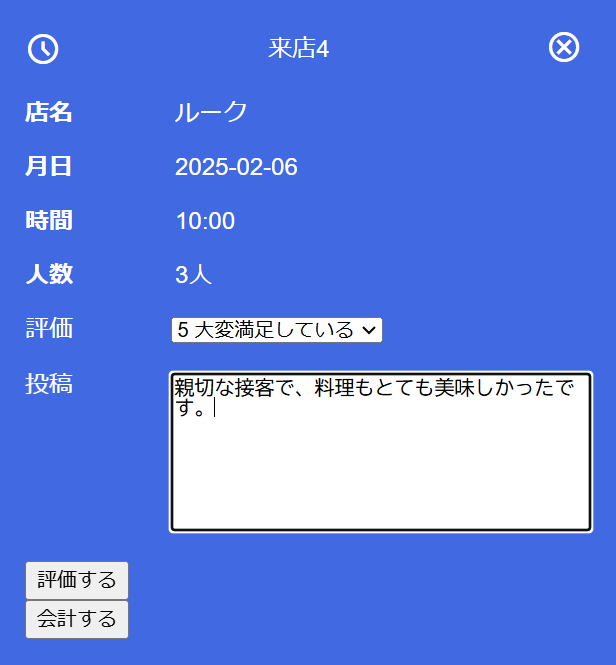 来店4
店名 ルーク
月日 2025-02-06
時間 10:00
人数 3人
評価 5 大変満足している
投稿 親切な接客で、料理もとても美味しかったで
す。
評価する
会計する